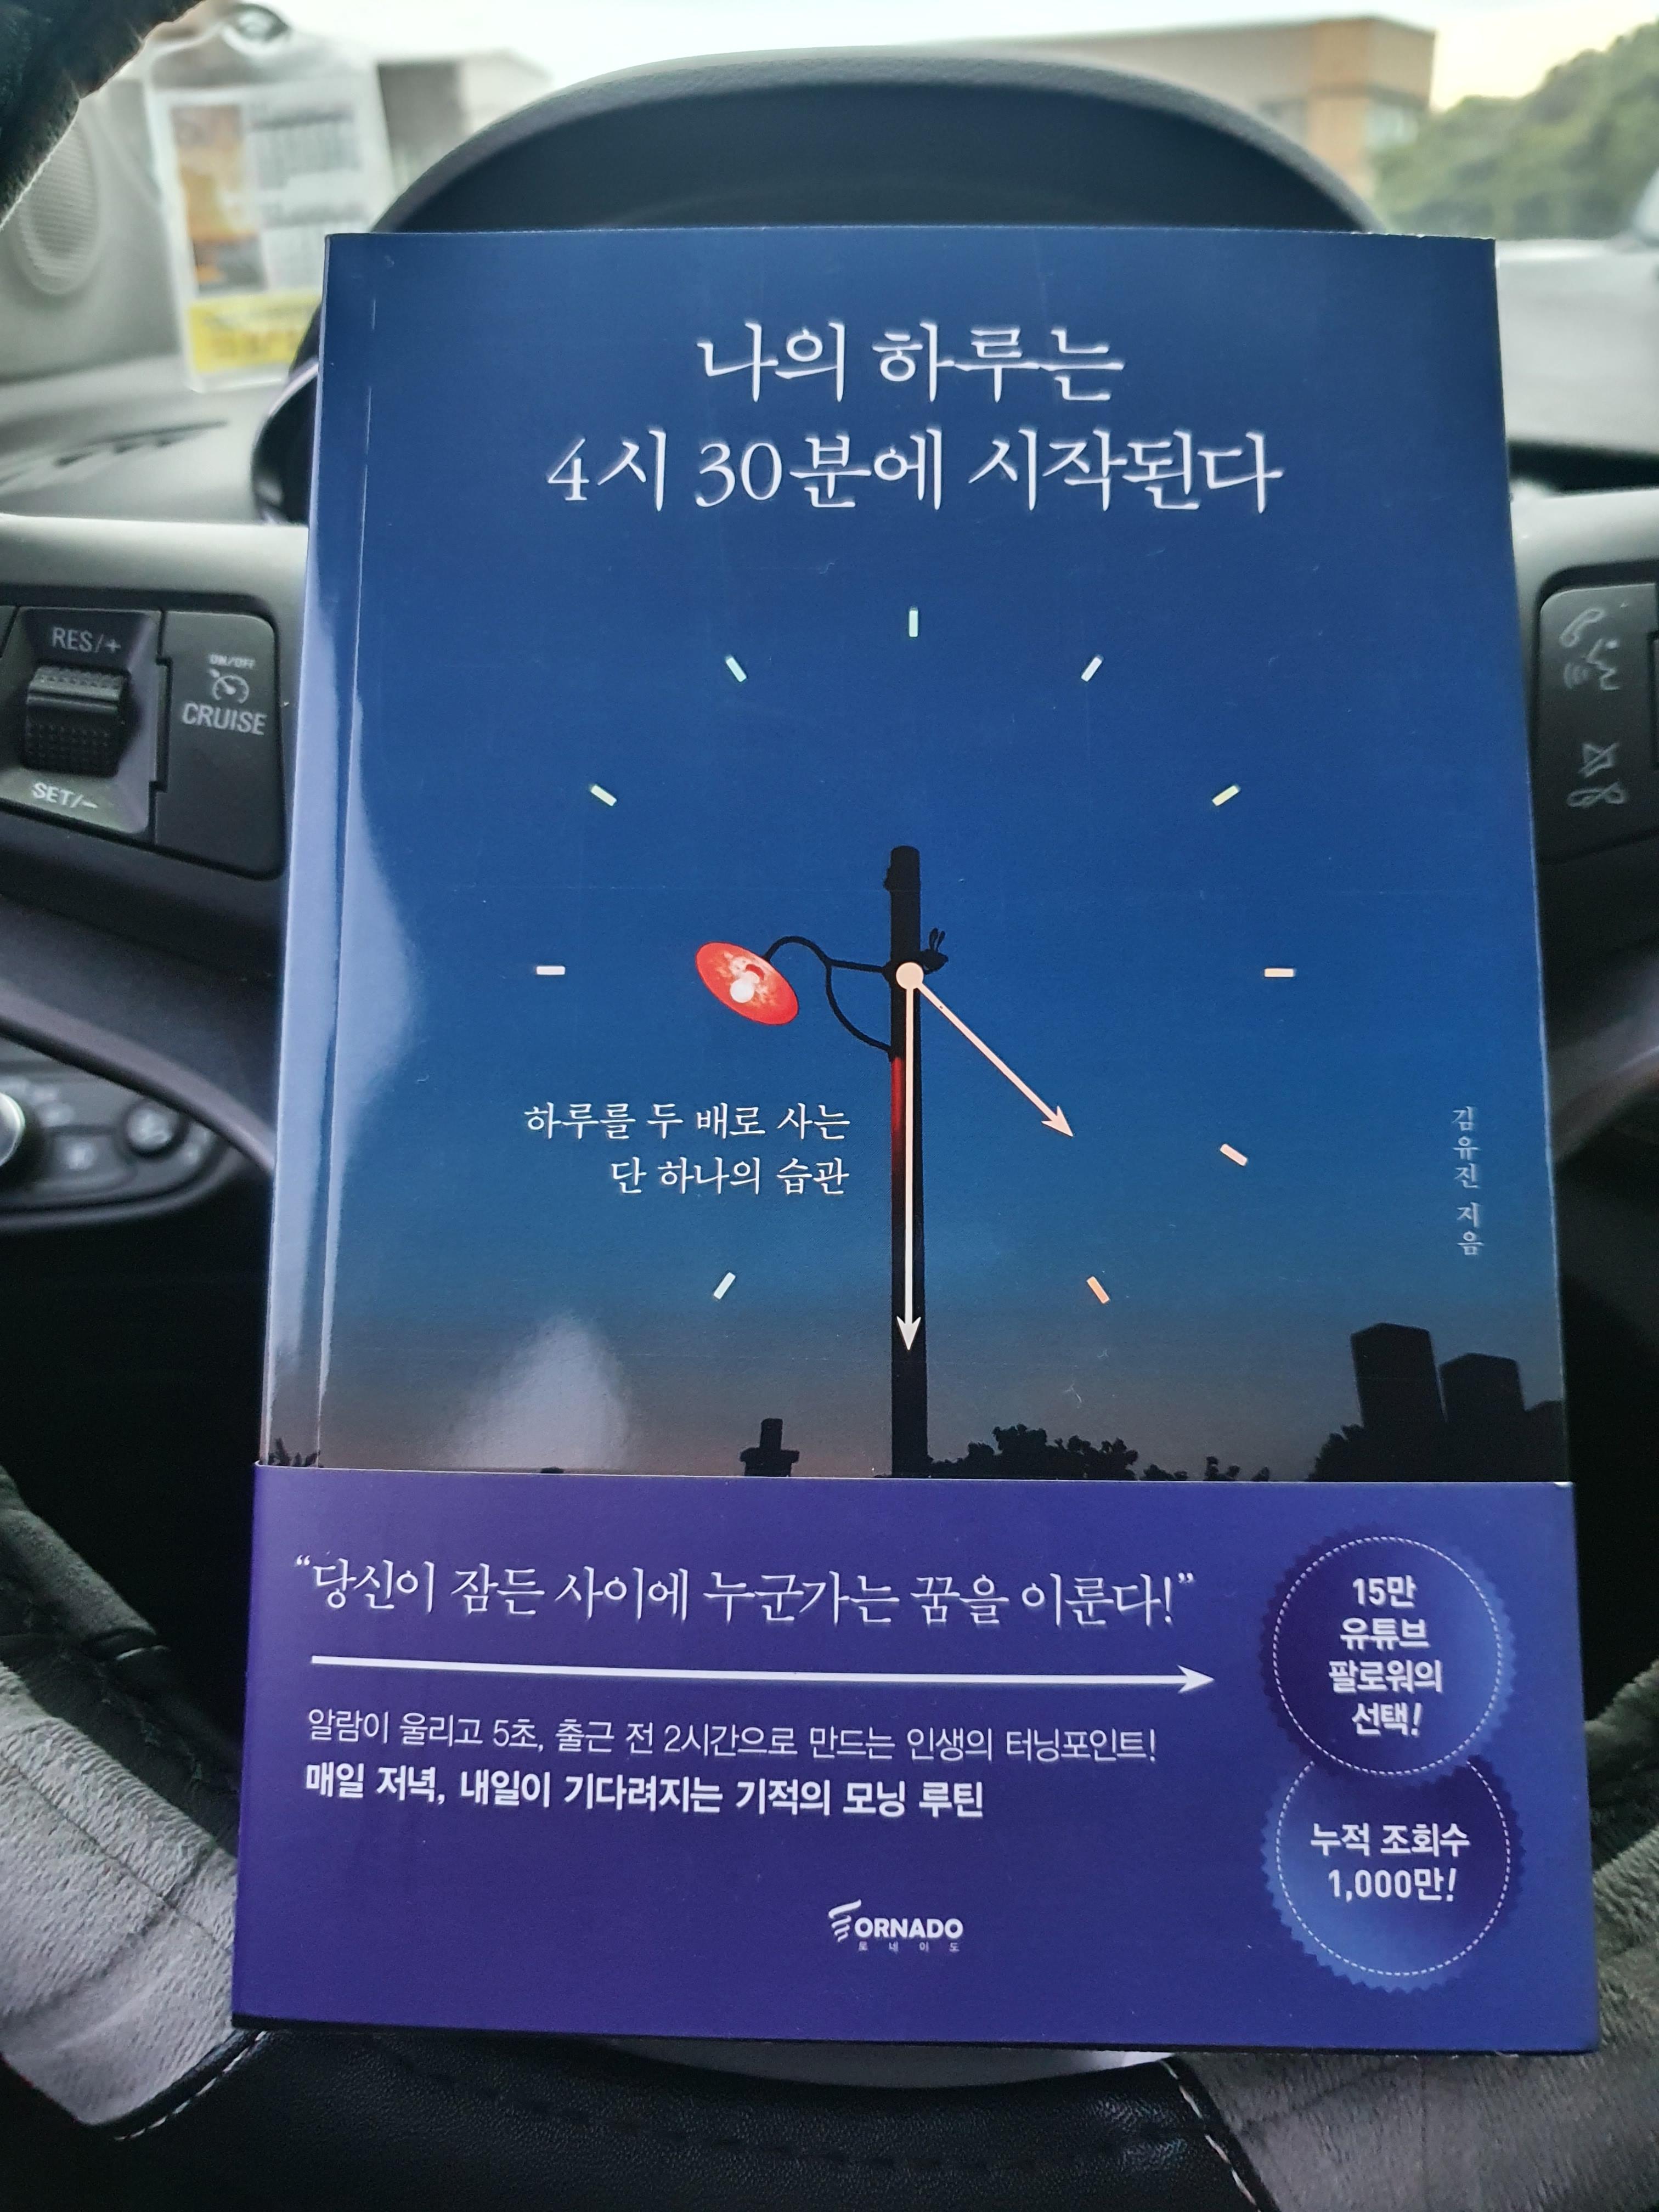 나의 하루는
4시 30분에 시작된다
하루를 두 배로 사는
단 하나의 습관
김유진 지음
“당신이 잠든 사이에 누군가는 꿈을 이룬다!”
알람이 울리고 5초, 출근 전 2시간으로 만드는 인생의 터닝포인트!
매일 저녁, 내일이 기다려지는 기적의 모닝 루틴
15만
유튜브
팔로워의
선택!
누적 조회수
1,000만!
TORNADO
토네이도
RES/+
SET/-
ON/OFF
CRUISE